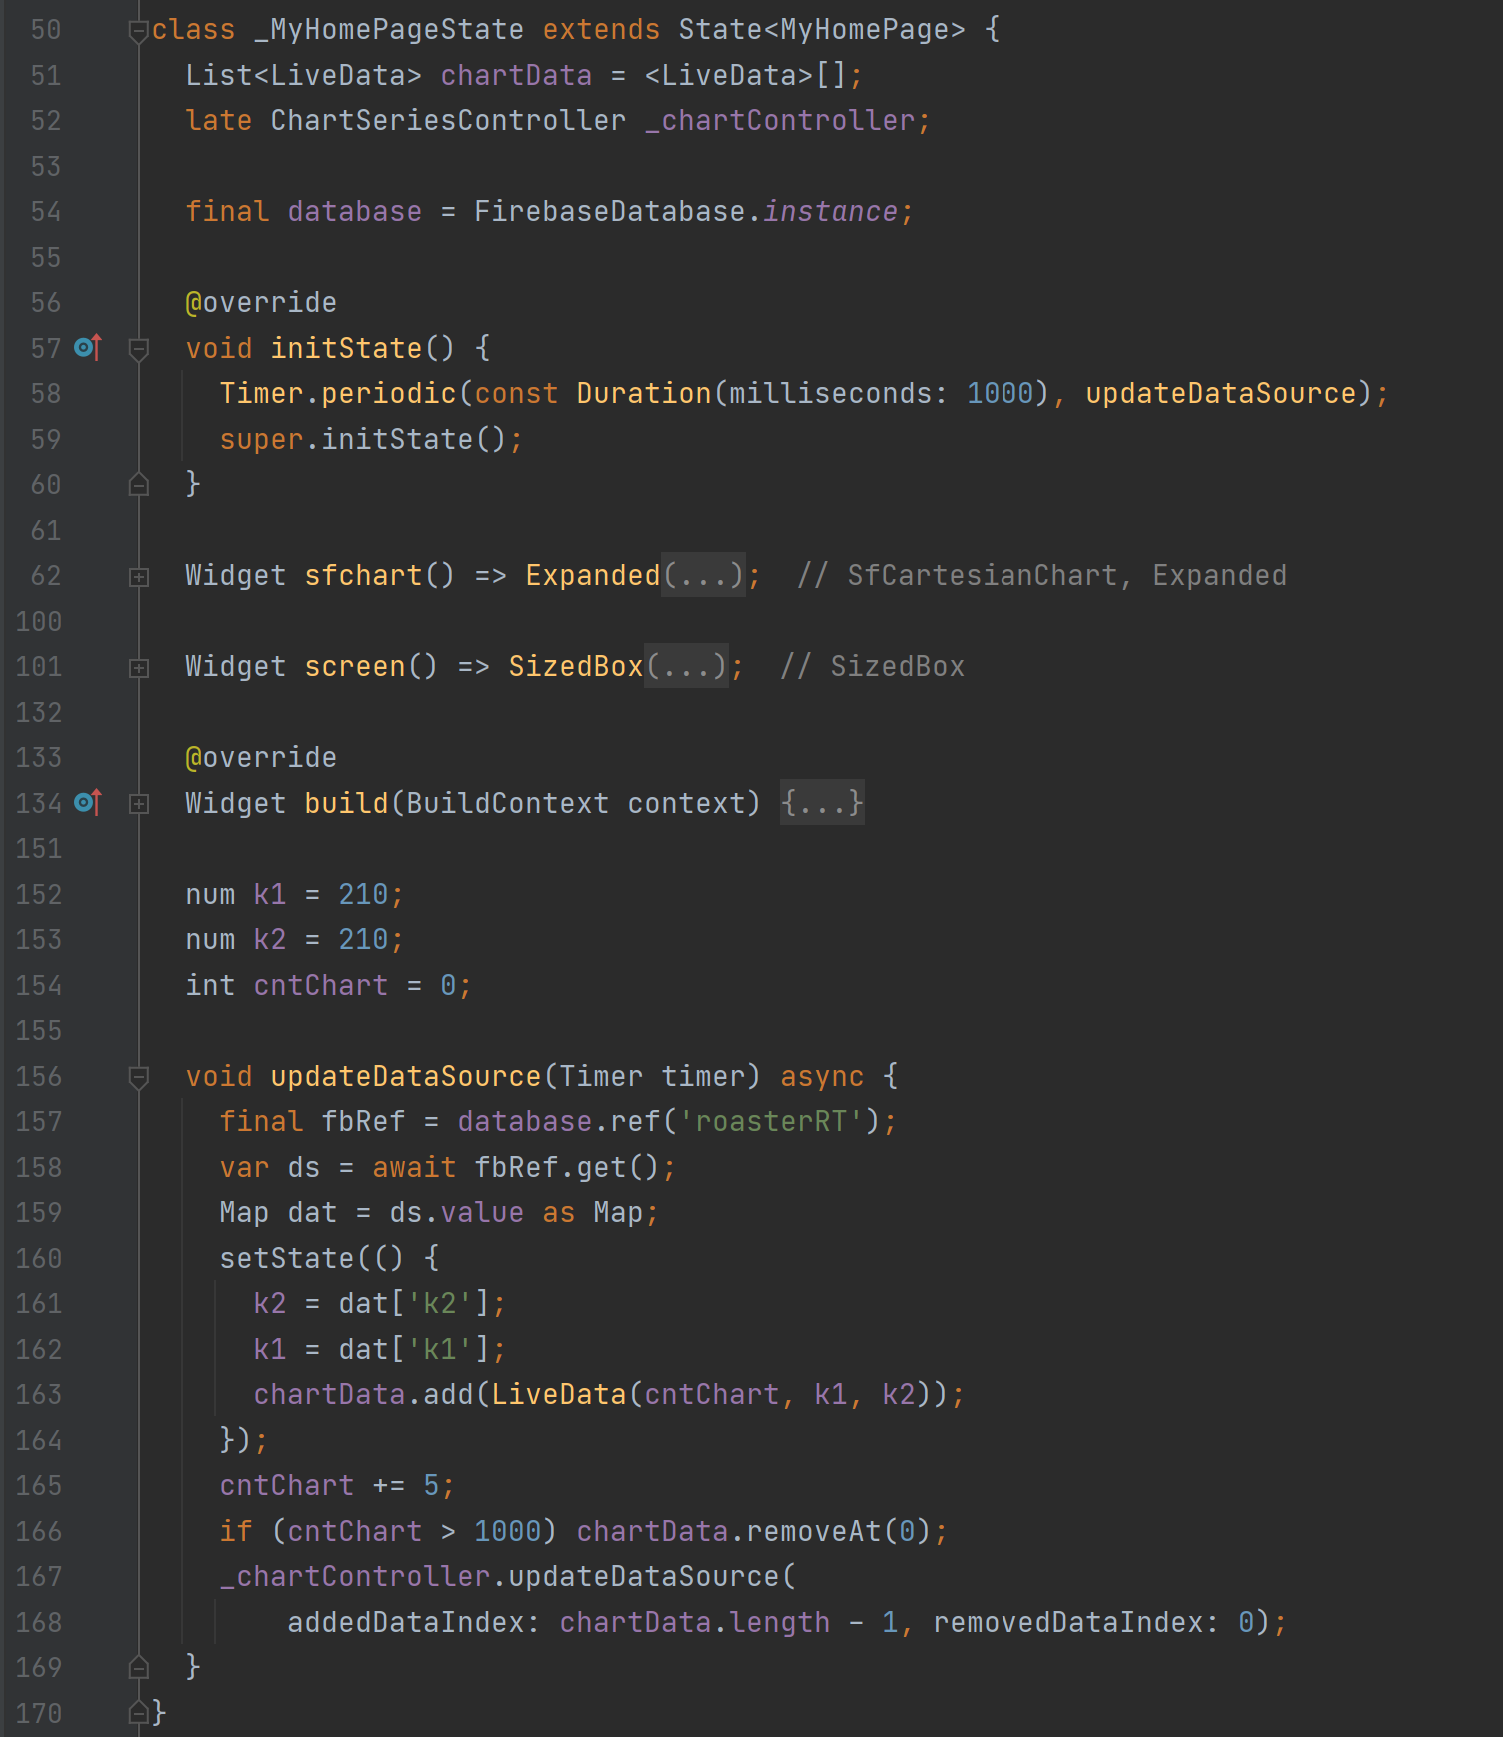 50 class _MyHomePageState extends State<MyHomePage> {
51 List<LiveData> chartData = <LiveData>[];
52 late ChartSeriesController _chartController;
53
54 final database = FirebaseDatabase.instance;
55
56 @override
57 void initState() {
58 Timer.periodic(const Duration(milliseconds: 1000), updateDataSource);
59 super.initState();
60 }
61
62 Widget sfchart() => Expanded(...); // SfCartesianChart, Expanded
100
101 Widget screen() => SizedBox(...); // SizedBox
132
133 @override
134 Widget build(BuildContext context) {...}
151
152 num k1 = 210;
153 num k2 = 210;
154 int cntChart = 0;
155
156 void updateDataSource(Timer timer) async {
157 final fbRef = database.ref('roasterRT');
158 var ds = await fbRef.get();
159 Map dat = ds.value as Map;
160 setState(() {
161 k2 = dat['k2'];
162 k1 = dat['k1'];
163 chartData.add(LiveData(cntChart, k1, k2));
164 });
165 cntChart += 5;
166 if (cntChart > 1000) chartData.removeAt(0);
167 _chartController.updateDataSource(
168 addedDataIndex: chartData.length - 1, removedDataIndex: 0);
169 }
170 }